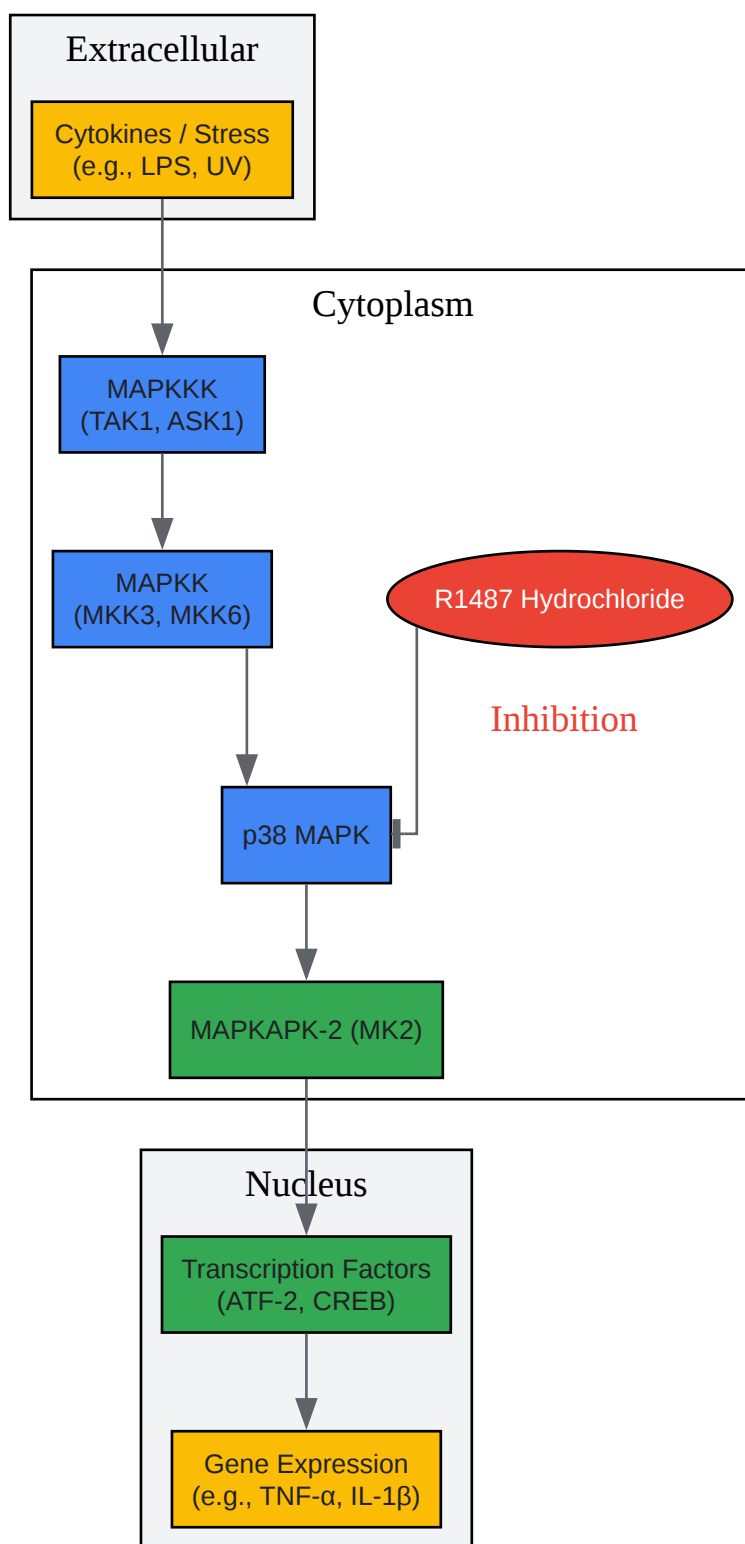 Extracellular
Cytokines / Stress
(e.g., LPS, UV)
Cytoplasm
MAPKKK
(TAK1, ASK1)
MAPKK
(MKK3, MKK6)
R1487 Hydrochloride
Inhibition
p38 MAPK
MAPKAPK-2 (MK2)
Nucleus
Transcription Factors
(ATF-2, CREB)
Gene Expression
(e.g., TNF-α, IL-1β)